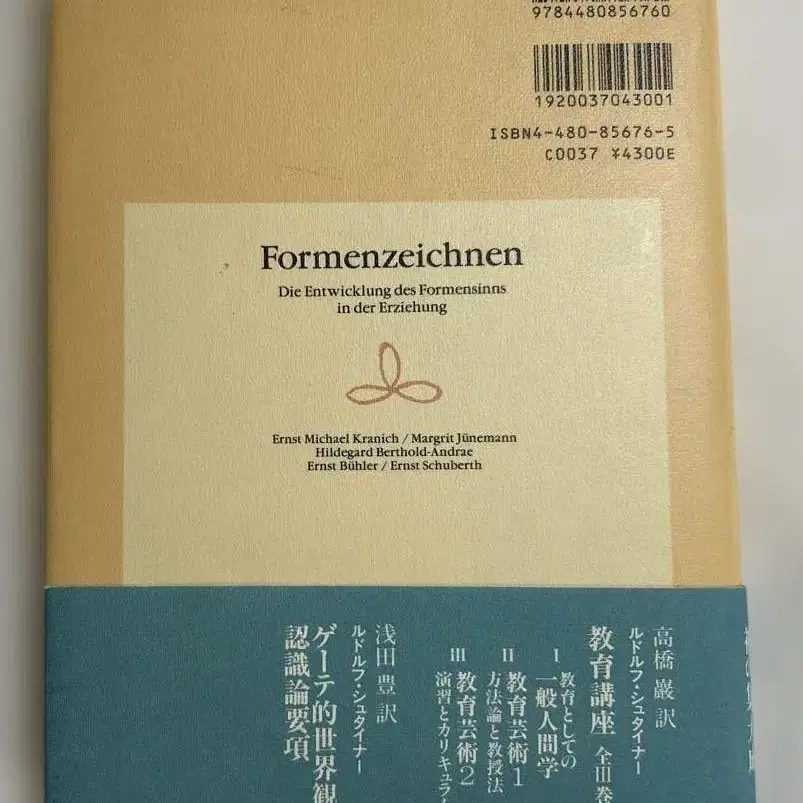 9784480856760
1920037043001
ISBN4-480-85676-5
C0037 ¥4300E
Formenzeichnen
Die Entwicklung des Formensinns
in der Erziehung
Ernst Michael Kranich / Margrit Jünemann
Hildegard Berthold-Andrae
Ernst Bühler / Ernst Schuberth
高橋 巖 訳
ルドルフ・シュタイナー
教育講座 全III巻
I 教育としての
一般人間学
II 教育芸術1
方法論と教授法
III 教育芸術2
演習とカリキュラム
浅田 豊 訳
ルドルフ・シュタイナー
ゲーテ的世界観
認識論要項